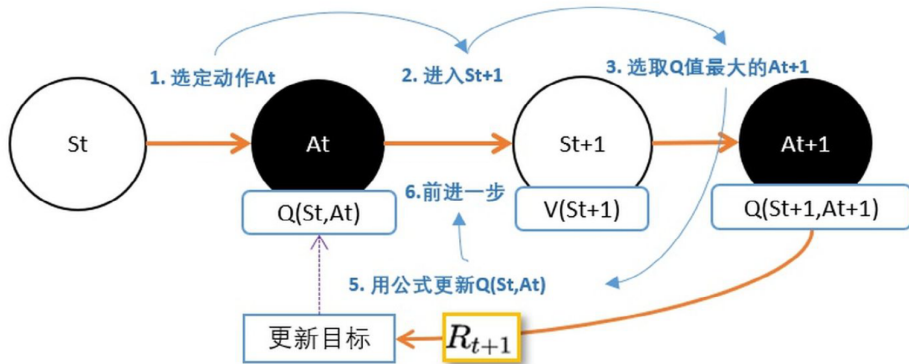 1. 选定动作At
2. 进入St+1
3. 选取Q值最大的At+1
St
At
St+1
At+1
Q(St,At)
6.前进一步
V(St+1)
Q(St+1,At+1)
5. 用公式更新Q(St,At)
更新目标
R_{t+1}